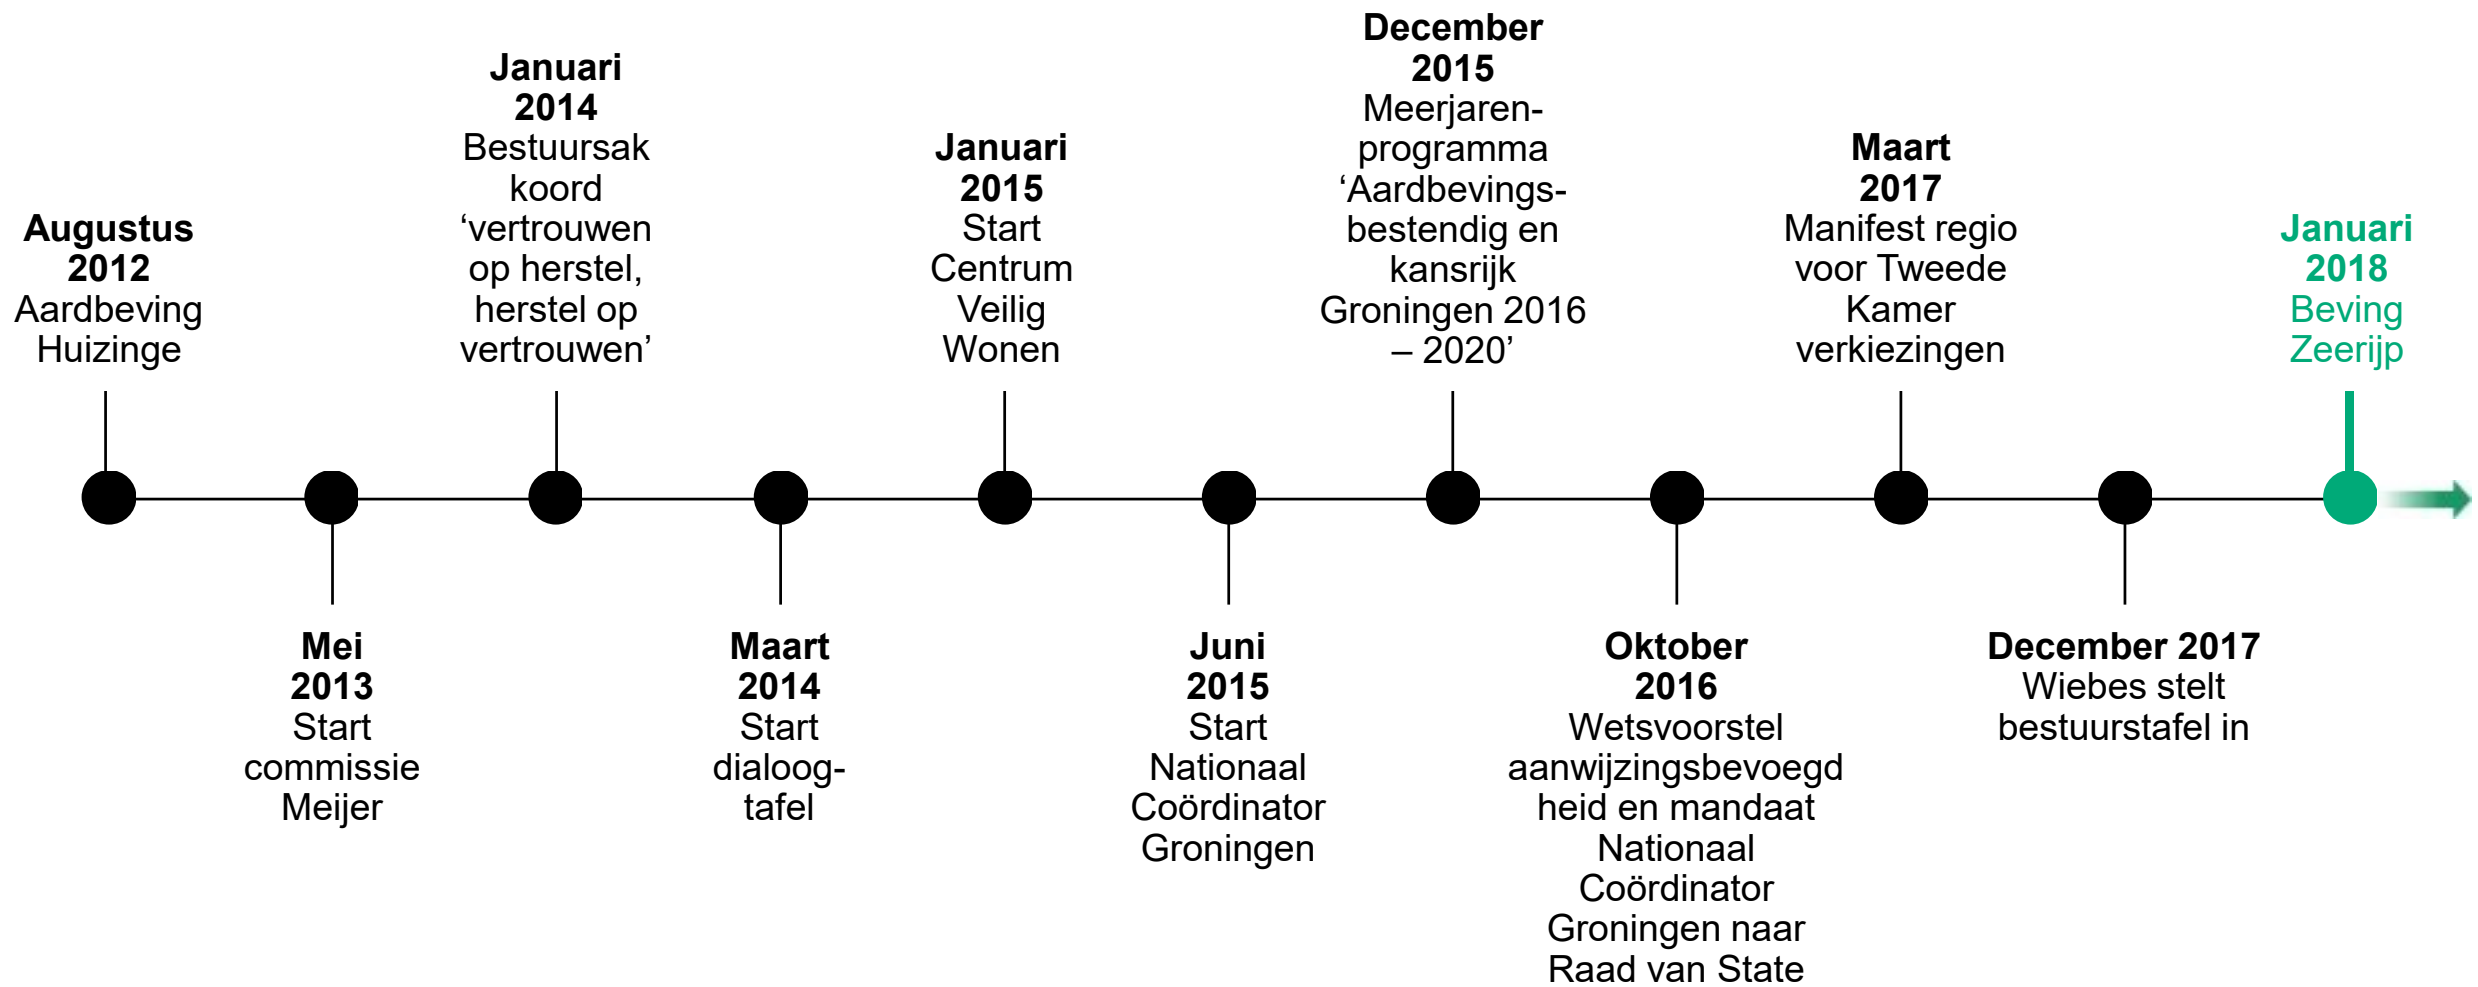 Augustus
2012
Aardbeving
Huizinge
Mei
2013
Start
commissie
Meijer
Januari
2014
Bestuursak
koord
‘vertrouwen
op herstel,
herstel op
vertrouwen’
Maart
2014
Start
dialoog-
tafel
Januari
2015
Start
Centrum
Veilig
Wonen
Juni
2015
Start
Nationaal
Coördinator
Groningen
December
2015
Meerjaren-
programma
‘Aardbevings-
bestendig en
kansrijk
Groningen 2016
– 2020’
Oktober
2016
Wetsvoorstel
aanwijzingsbevoegd
heid en mandaat
Nationaal
Coördinator
Groningen naar
Raad van State
Maart
2017
Manifest regio
voor Tweede
Kamer
verkiezingen
December 2017
Wiebes stelt
bestuurstafel in
Januari
2018
Beving
Zeerijp